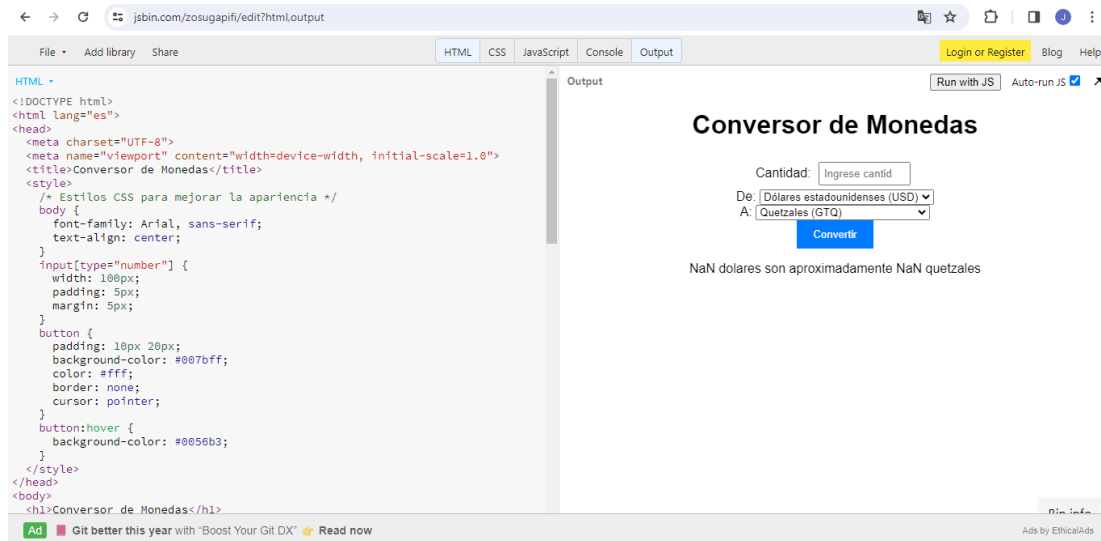 jsbin.com/zosugapifi/edit?html,output
J
File Add library Share
HTML CSS JavaScript Console Output
Login or Register Blog Help
HTML
<!DOCTYPE html>
<html lang="es">
<head>
<meta charset="UTF-8">
<meta name="viewport" content="width=device-width, initial-scale=1.0">
<title>Conversor de Monedas</title>
<style>
/* Estilos CSS para mejorar la apariencia */
body {
font-family: Arial, sans-serif;
text-align: center;
}
input[type="number"] {
width: 100px;
padding: 5px;
margin: 5px;
}
button {
padding: 10px 20px;
background-color: #007bff;
color: #fff;
border: none;
cursor: pointer;
}
button:hover {
background-color: #0056b3;
}
</style>
</head>
<body>
<h1>Conversor de Monedas</h1>
Output
Run with JS Auto-run JS
Conversor de Monedas
Cantidad: Ingrese cantid
De: Dólares estadounidenses (USD)
A: Quetzales (GTQ)
Convertir
NaN dolares son aproximadamente NaN quetzales
Bin info
Ad Git better this year with “Boost Your Git DX” 👉 Read now
Ads by EthicalAds